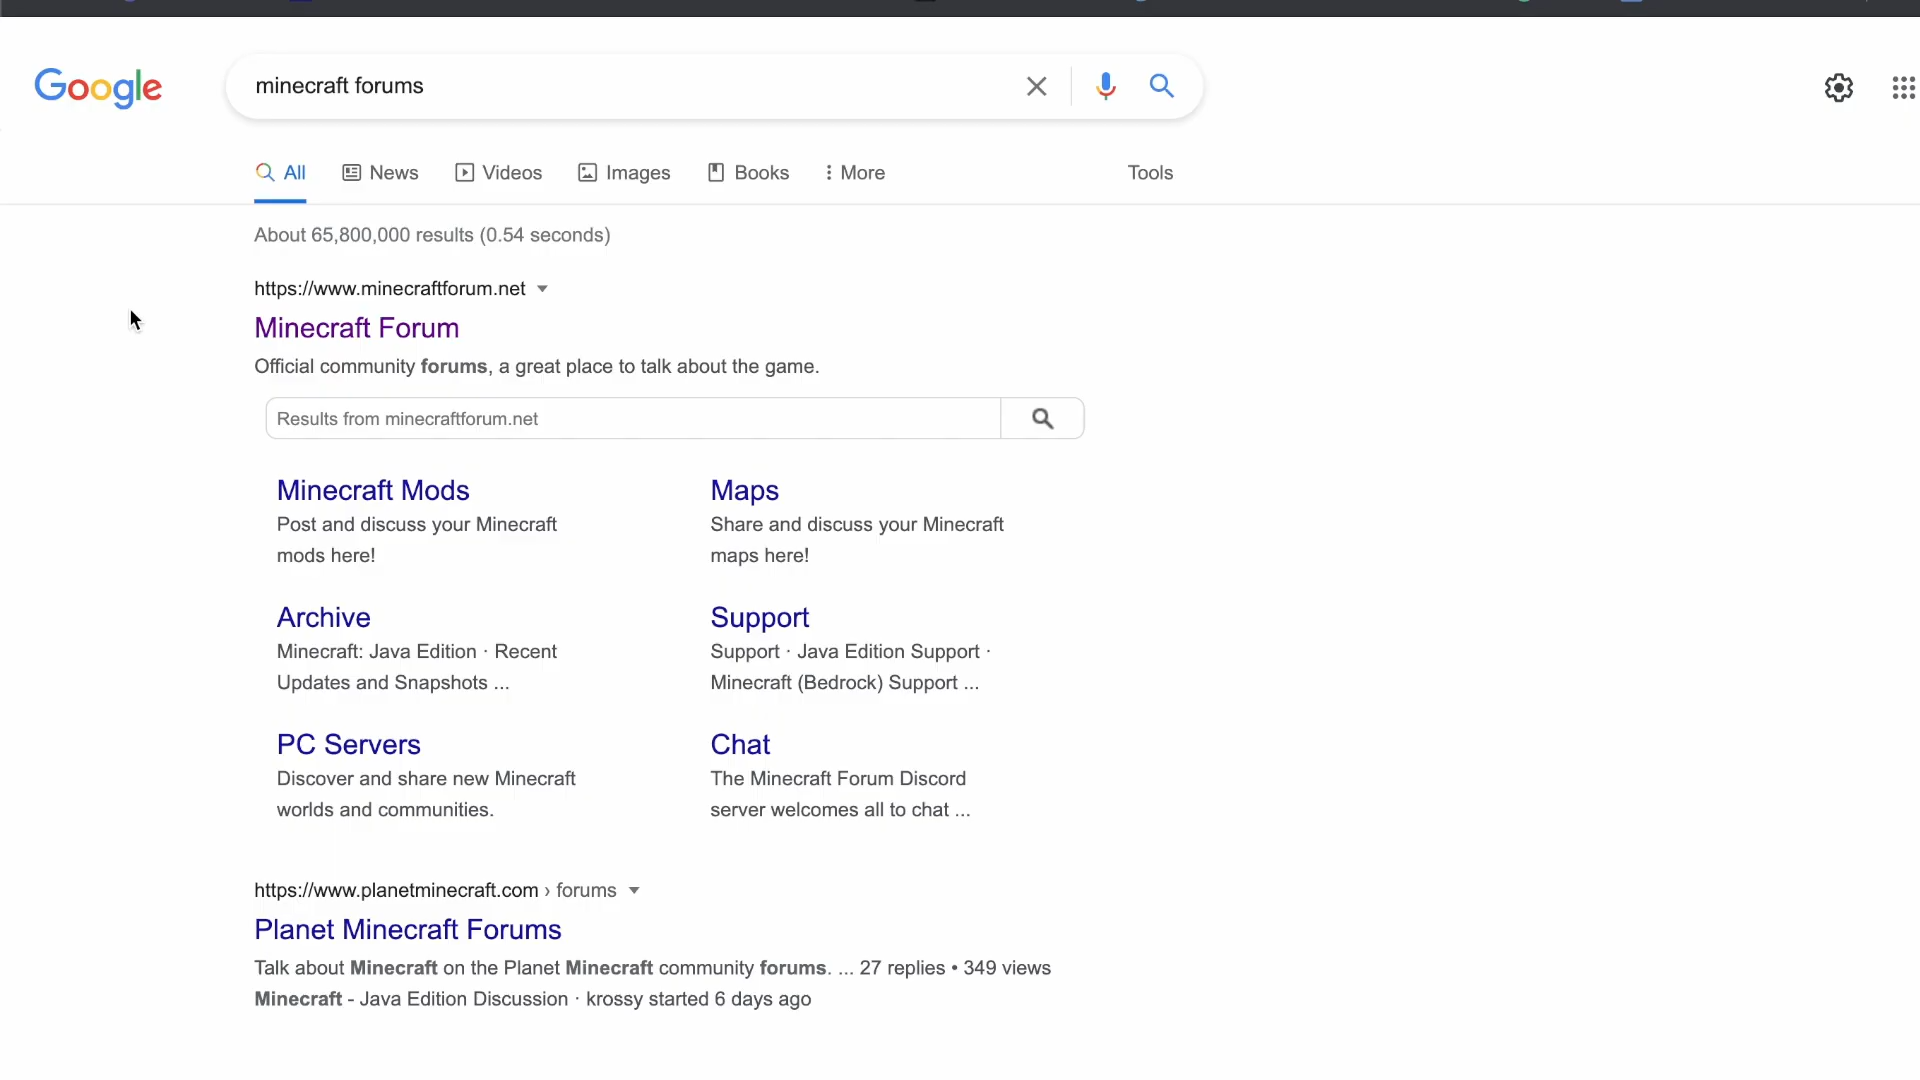 Google
minecraft forums
All News Videos Images Books More Tools
About 65,800,000 results (0.54 seconds)
https://www.minecraftforum.net
Minecraft Forum
Official community forums, a great place to talk about the game.
Results from minecraftforum.net
Minecraft Mods
Post and discuss your Minecraft
mods here!
Maps
Share and discuss your Minecraft
maps here!
Archive
Minecraft: Java Edition · Recent
Updates and Snapshots ...
Support
Support · Java Edition Support ·
Minecraft (Bedrock) Support ...
PC Servers
Discover and share new Minecraft
worlds and communities.
Chat
The Minecraft Forum Discord
server welcomes all to chat ...
https://www.planetminecraft.com › forums
Planet Minecraft Forums
Talk about Minecraft on the Planet Minecraft community forums. ... 27 replies • 349 views
Minecraft - Java Edition Discussion · krossy started 6 days ago